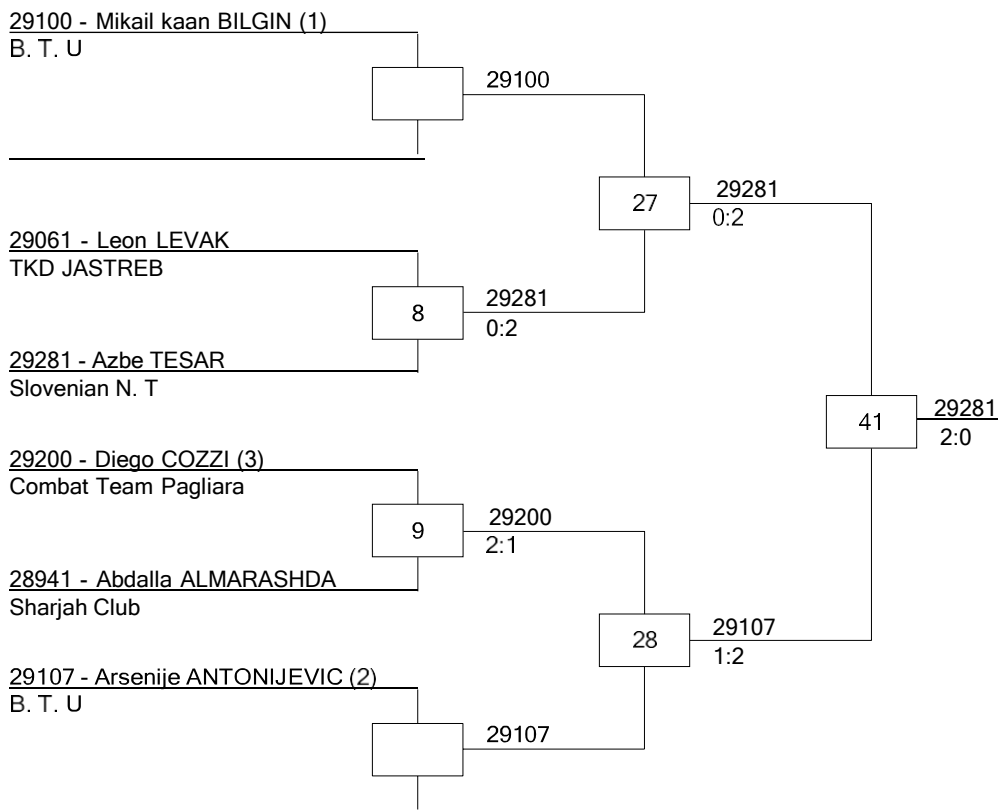 29100 - Mikail kaan BILGIN (1)
B. T. U
29100
27
29281
0:2
29061 - Leon LEVAK
TKD JASTREB
8
29281
0:2
29281 - Azbe TESAR
Slovenian N. T
41
29281
2:0
29200 - Diego COZZI (3)
Combat Team Pagliara
9
29200
2:1
28941 - Abdalla ALMARASHDA
Sharjah Club
28
29107
1:2
29107 - Arsenije ANTONIJEVIC (2)
B. T. U
29107